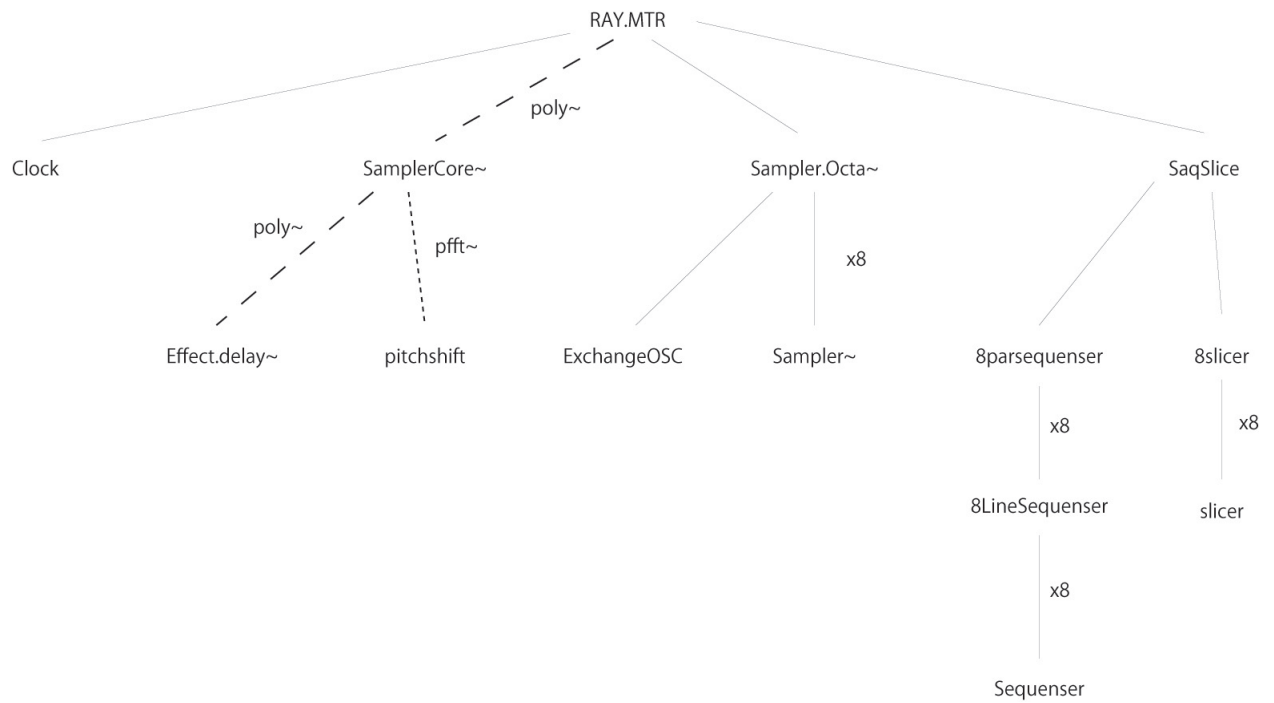 RAY.MTR
poly~
Clock
SamplerCore~
Sampler.Octa~
SaqSlice
poly~
pfft~
x8
Effect.delay~
pitchshift
ExchangeOSC
Sampler~
8parsequenser
8slicer
x8
x8
8LineSequenser
slicer
x8
Sequenser